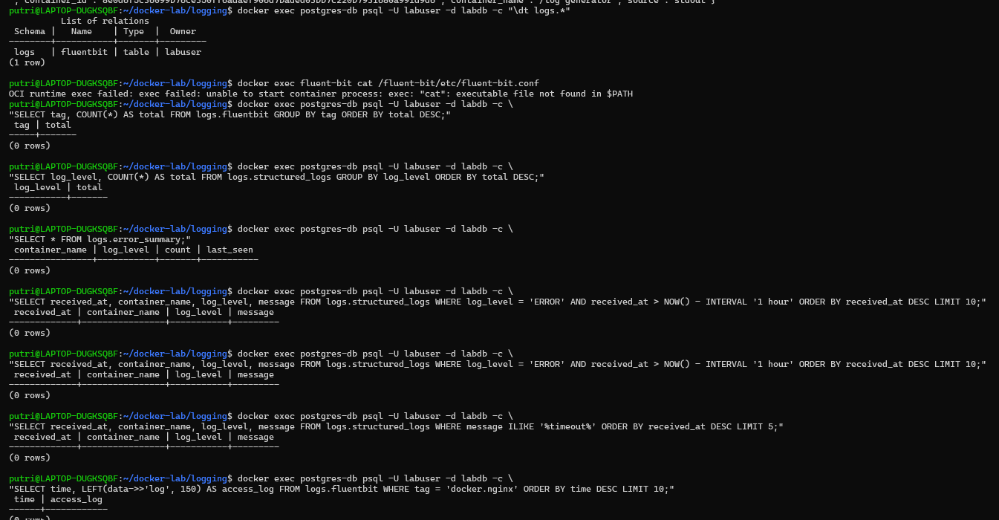 putri@LAPTOP-DUGKSQBF:~/docker-lab/logging$ docker exec postgres-db psql -U labuser -d labdb -c "\dt logs.*"
List of relations
Schema | Name | Type | Owner
--------+-----------+-------+---------
logs | fluentbit | table | labuser
(1 row)
putri@LAPTOP-DUGKSQBF:~/docker-lab/logging$ docker exec fluent-bit cat /fluent-bit/etc/fluent-bit.conf
OCI runtime exec failed: exec failed: unable to start container process: exec: "cat": executable file not found in $PATH
putri@LAPTOP-DUGKSQBF:~/docker-lab/logging$ docker exec postgres-db psql -U labuser -d labdb -c \
"SELECT tag, COUNT(*) AS total FROM logs.fluentbit GROUP BY tag ORDER BY total DESC;"
tag | total
-----+-------
(0 rows)
putri@LAPTOP-DUGKSQBF:~/docker-lab/logging$ docker exec postgres-db psql -U labuser -d labdb -c \
"SELECT log_level, COUNT(*) AS total FROM logs.structured_logs GROUP BY log_level ORDER BY total DESC;"
log_level | total
-----------+-------
(0 rows)
putri@LAPTOP-DUGKSQBF:~/docker-lab/logging$ docker exec postgres-db psql -U labuser -d labdb -c \
"SELECT * FROM logs.error_summary;"
container_name | log_level | count | last_seen
----------------+-----------+-------+-----------
(0 rows)
putri@LAPTOP-DUGKSQBF:~/docker-lab/logging$ docker exec postgres-db psql -U labuser -d labdb -c \
"SELECT received_at, container_name, log_level, message FROM logs.structured_logs WHERE log_level = 'ERROR' AND received_at > NOW() - INTERVAL '1 hour' ORDER BY received_at DESC LIMIT 10;"
received_at | container_name | log_level | message
-------------+----------------+-----------+---------
(0 rows)
putri@LAPTOP-DUGKSQBF:~/docker-lab/logging$ docker exec postgres-db psql -U labuser -d labdb -c \
"SELECT received_at, container_name, log_level, message FROM logs.structured_logs WHERE log_level = 'ERROR' AND received_at > NOW() - INTERVAL '1 hour' ORDER BY received_at DESC LIMIT 10;"
received_at | container_name | log_level | message
-------------+----------------+-----------+---------
(0 rows)
putri@LAPTOP-DUGKSQBF:~/docker-lab/logging$ docker exec postgres-db psql -U labuser -d labdb -c \
"SELECT received_at, container_name, log_level, message FROM logs.structured_logs WHERE message ILIKE '%timeout%' ORDER BY received_at DESC LIMIT 5;"
received_at | container_name | log_level | message
-------------+----------------+-----------+---------
(0 rows)
putri@LAPTOP-DUGKSQBF:~/docker-lab/logging$ docker exec postgres-db psql -U labuser -d labdb -c \
"SELECT time, LEFT(data->>'log', 150) AS access_log FROM logs.fluentbit WHERE tag = 'docker.nginx' ORDER BY time DESC LIMIT 10;"
time | access_log
------+------------
(0 rows)